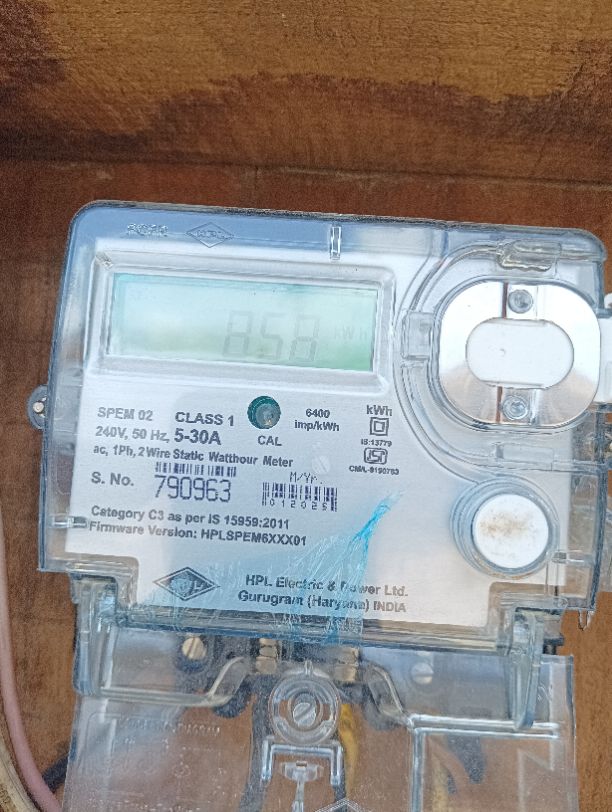 858 kWh
SPEM 02 CLASS 1 6400 imp/kWh kWh
240V, 50 Hz, 5-30A CAL IS:13779
ac, 1Ph, 2 Wire Static Watthour Meter
S. No. 790963 M/Yr. 012025
Category C3 as per IS 15959:2011
Firmware Version: HPLSPEM6XXX01
HPL HPL Electric & Power Ltd.
Gurugram (Haryana) INDIA